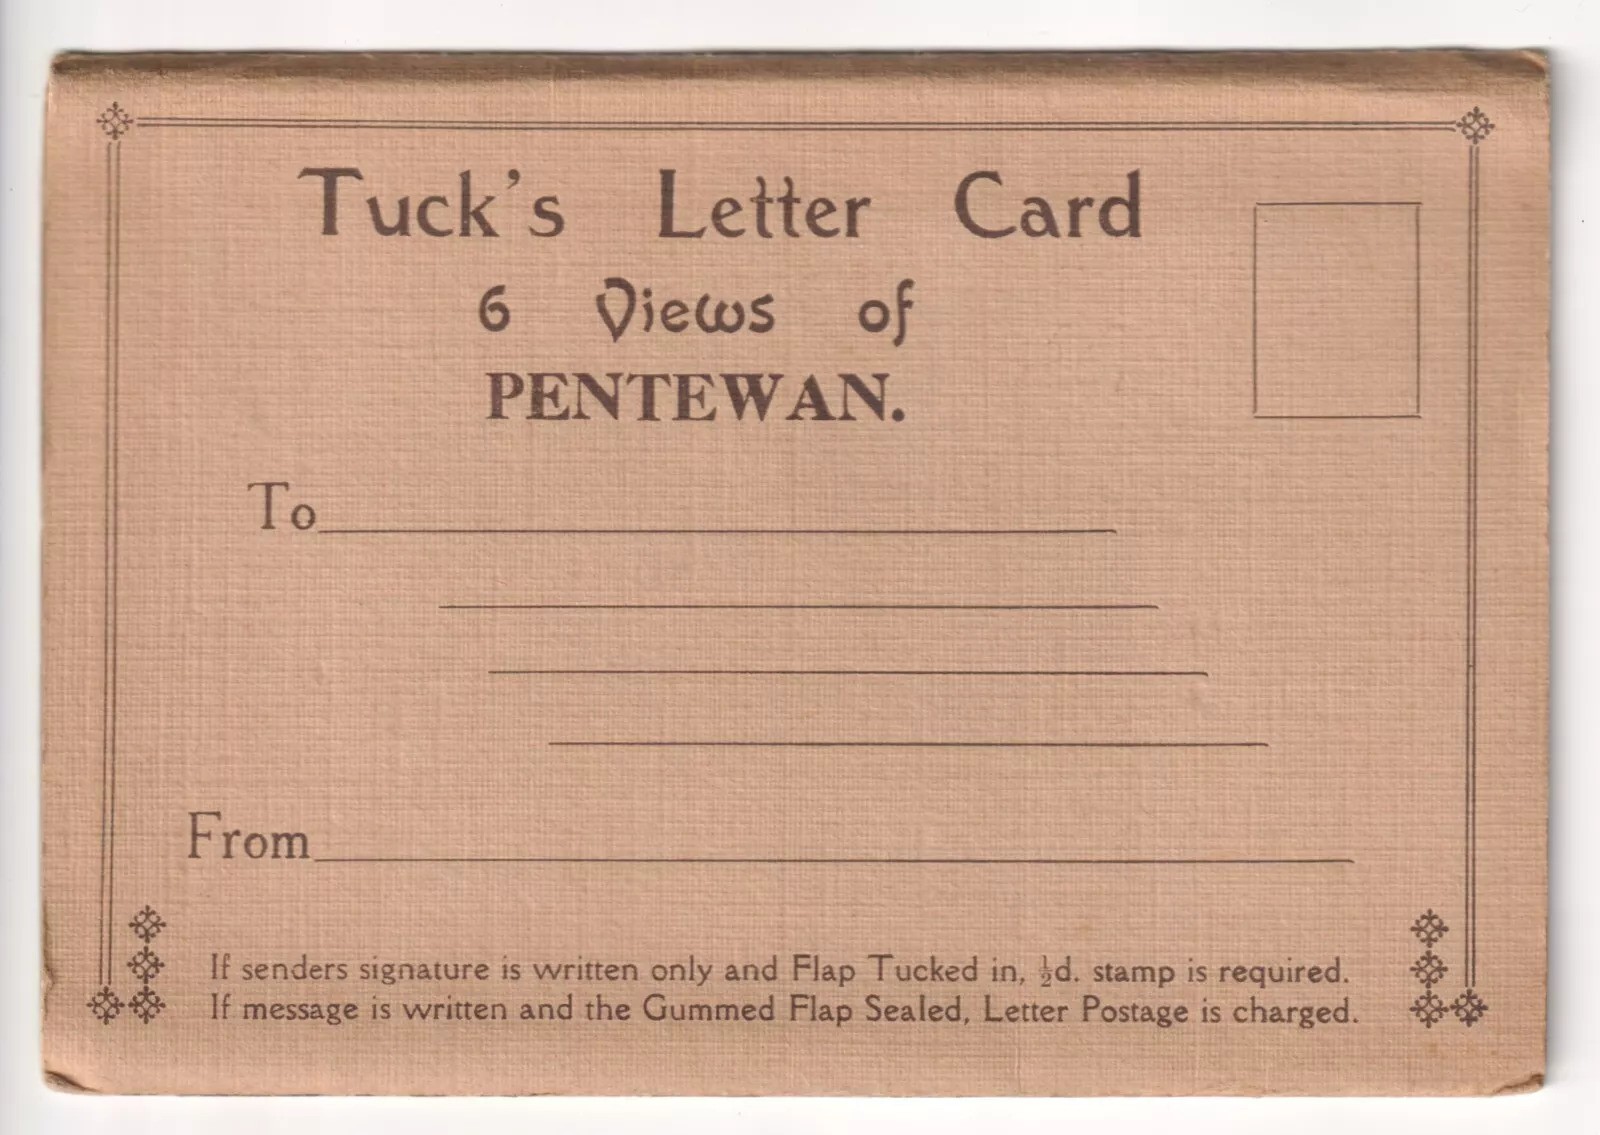 Tuck's Letter Card
6 Views of
PENTEWAN.
To
From
If senders signature is written only and Flap Tucked in, ½d. stamp is required.
If message is written and the Gummed Flap Sealed, Letter Postage is charged.